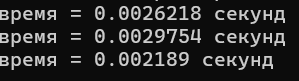 время = 0.0026218 секунд
время = 0.0029754 секунд
время = 0.002189 секунд